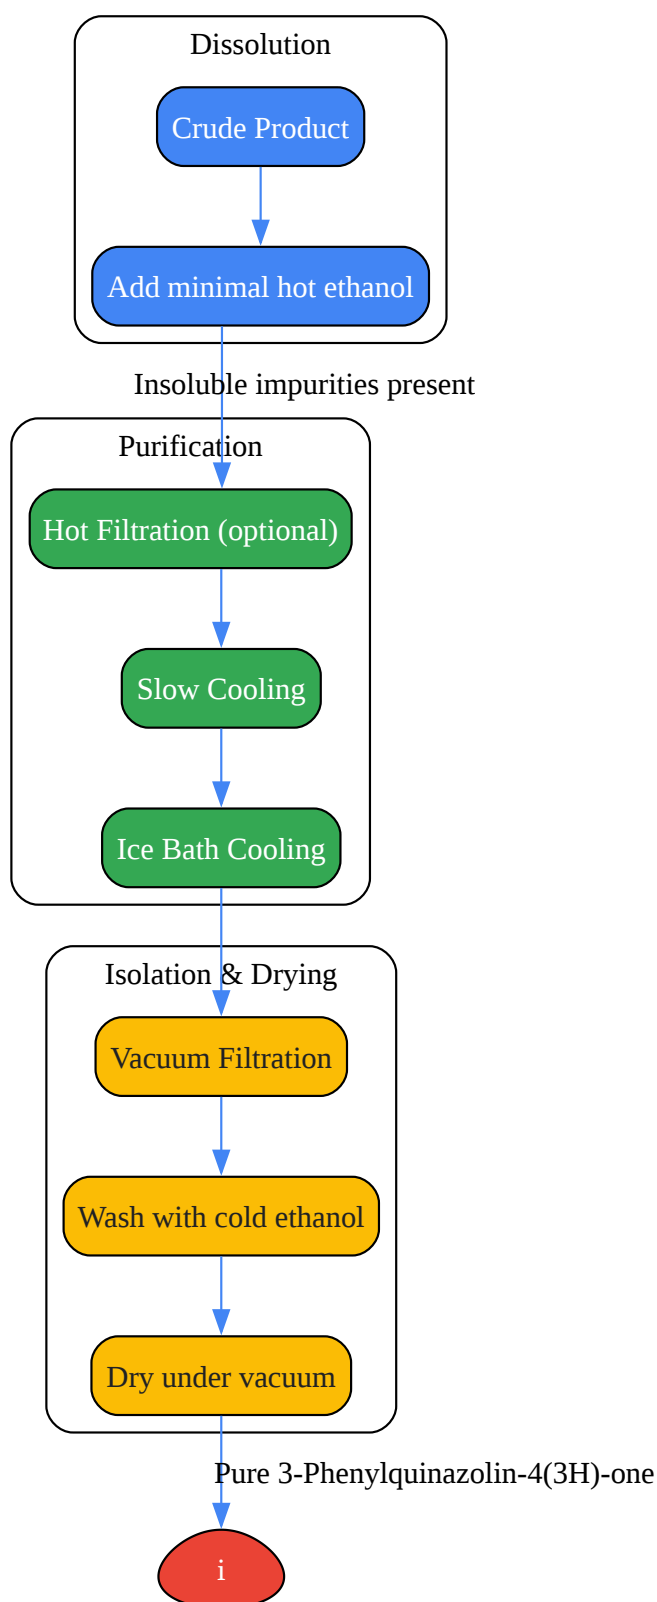 Dissolution
Crude Product
Add minimal hot ethanol
Insoluble impurities present
Purification
Hot Filtration (optional)
Slow Cooling
Ice Bath Cooling
Isolation & Drying
Vacuum Filtration
Wash with cold ethanol
Dry under vacuum
Pure 3-Phenylquinazolin-4(3H)-one
i